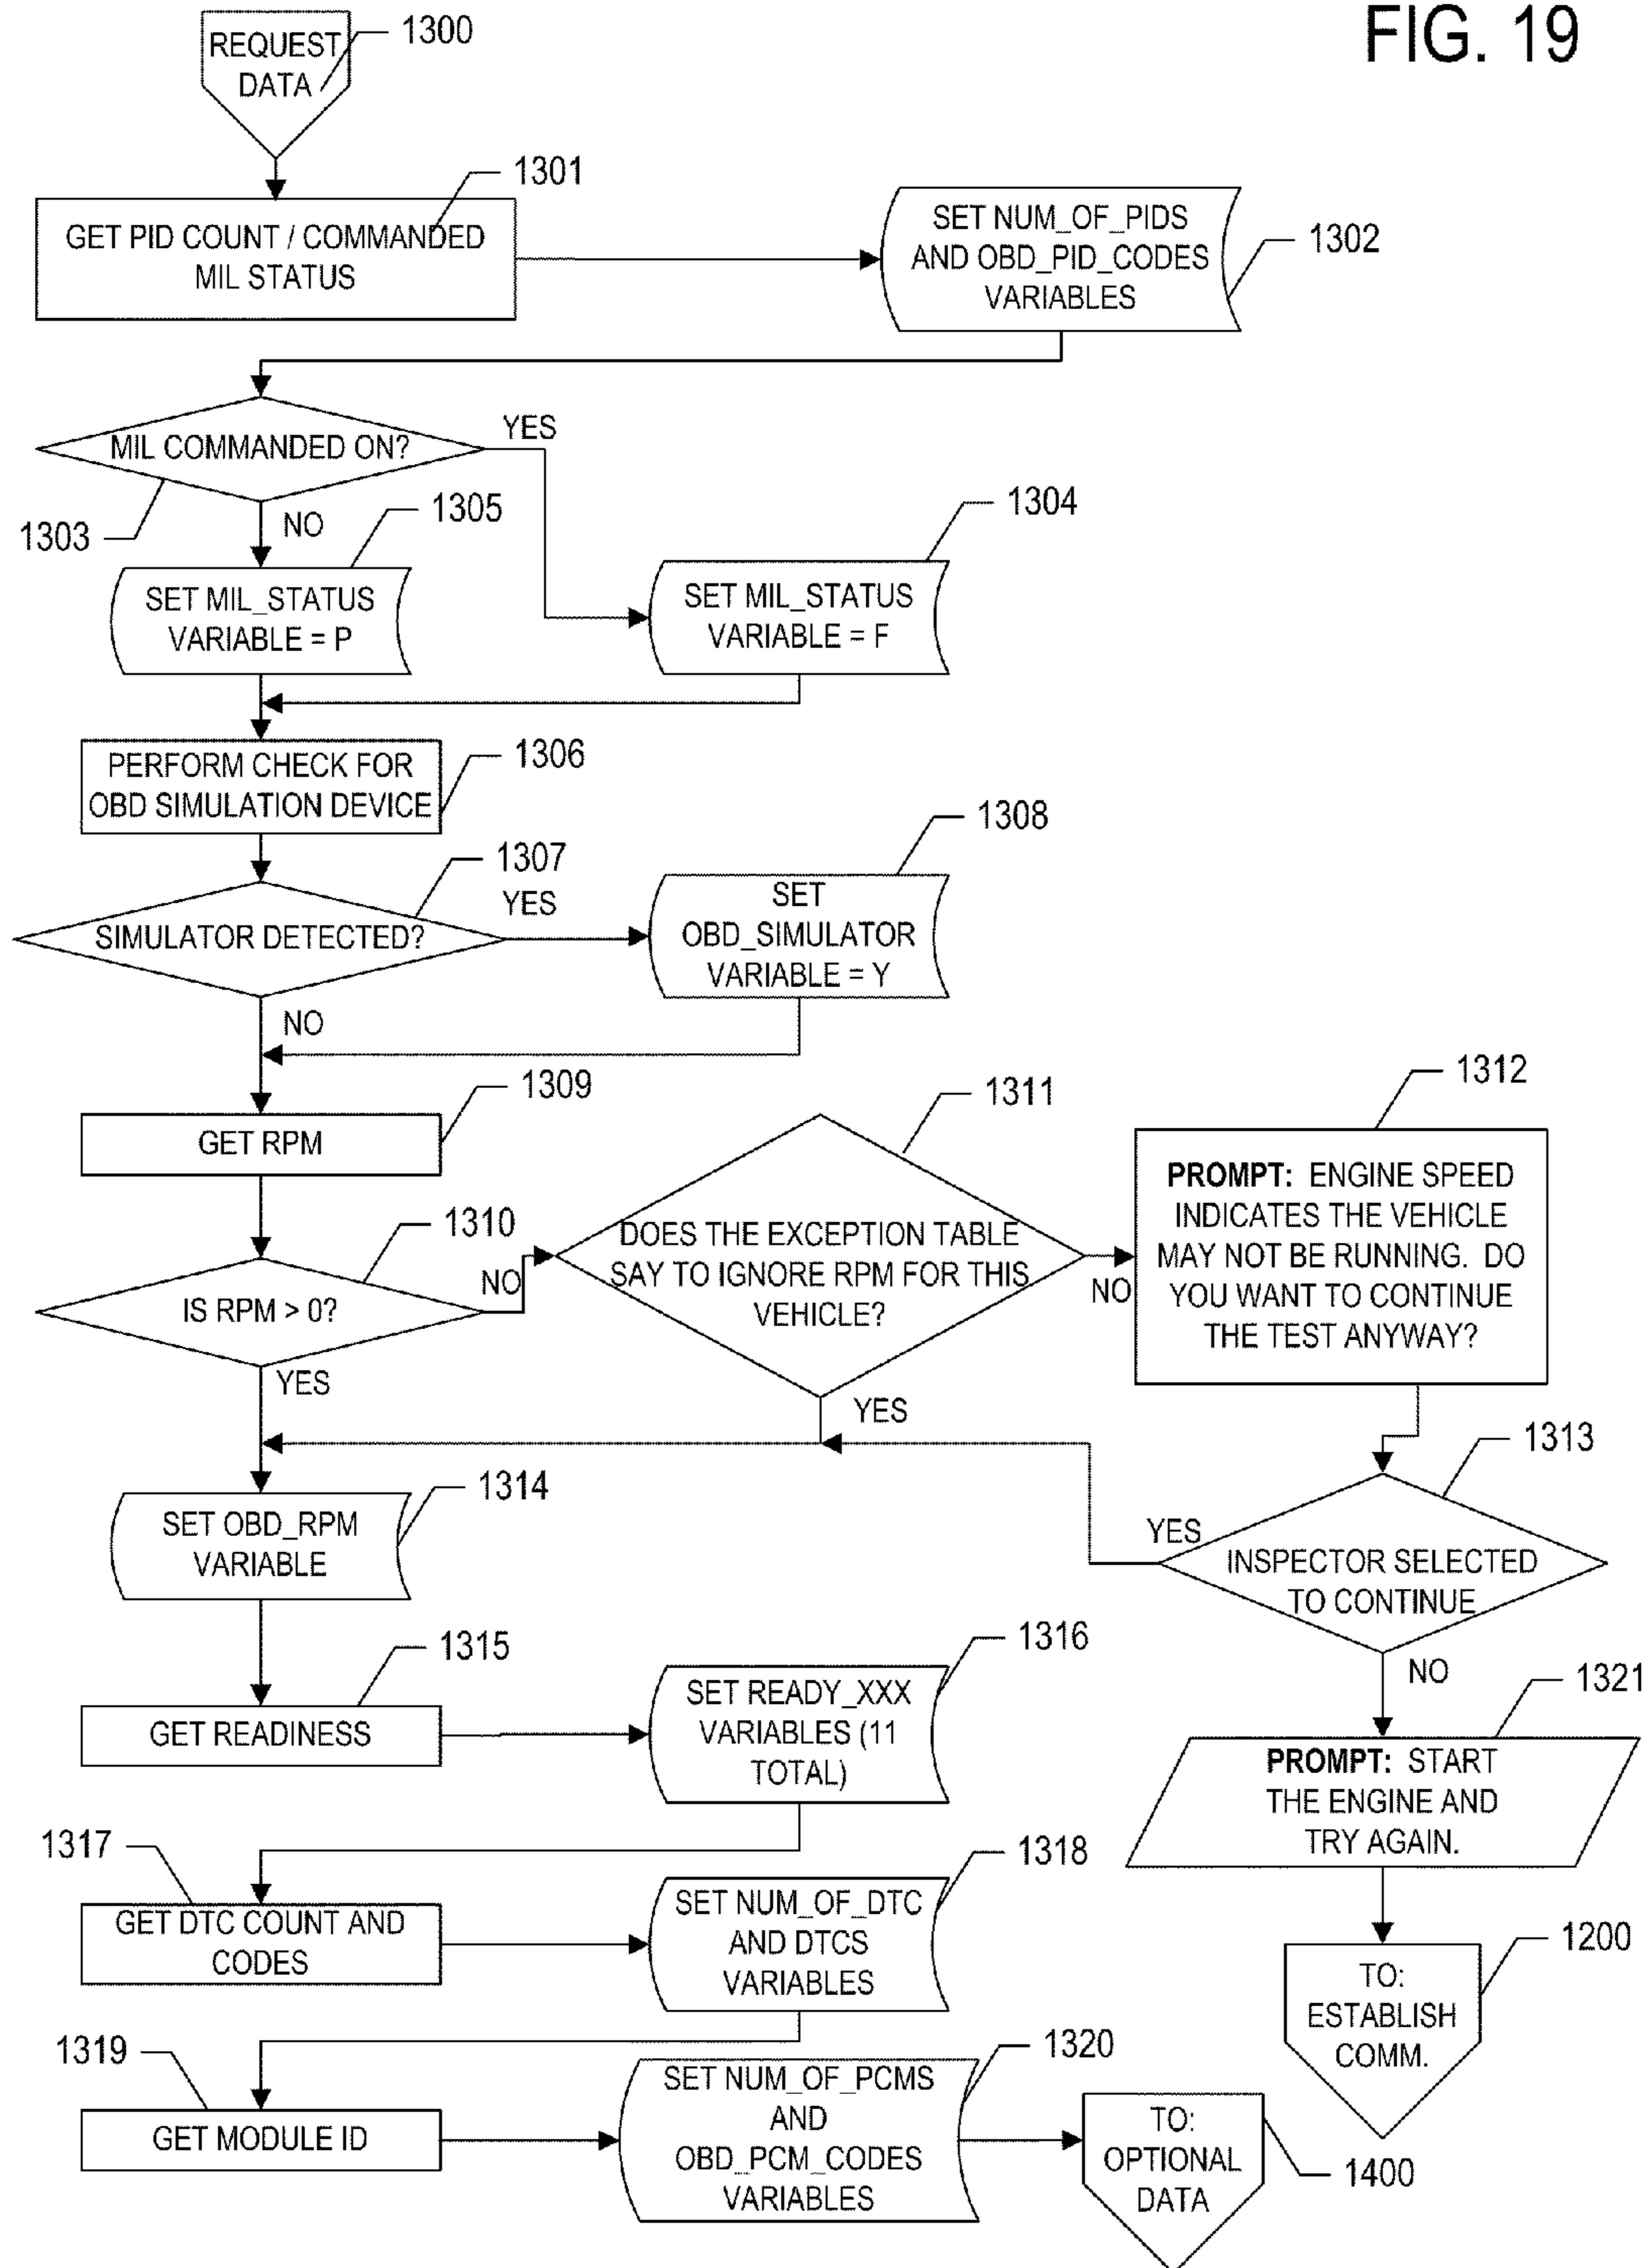 FIG. 19
REQUEST
DATA
1300
1301
GET PID COUNT / COMMANDED
MIL STATUS
SET NUM_OF_PIDS
AND OBD_PID_CODES
VARIABLES
1302
MIL COMMANDED ON?
YES
1303
NO
1305
1304
SET MIL_STATUS
VARIABLE = P
SET MIL_STATUS
VARIABLE = F
PERFORM CHECK FOR
OBD SIMULATION DEVICE
1306
1307
1308
SIMULATOR DETECTED?
YES
SET
OBD_SIMULATOR
VARIABLE = Y
NO
1309
GET RPM
1311
1312
1310
IS RPM > 0?
NO
DOES THE EXCEPTION TABLE
SAY TO IGNORE RPM FOR THIS
VEHICLE?
NO
PROMPT: ENGINE SPEED
INDICATES THE VEHICLE
MAY NOT BE RUNNING. DO
YOU WANT TO CONTINUE
THE TEST ANYWAY?
YES
YES
1313
1314
SET OBD_RPM
VARIABLE
YES
INSPECTOR SELECTED
TO CONTINUE
NO
1315
1316
GET READINESS
SET READY_XXX
VARIABLES (11
TOTAL)
1321
PROMPT: START
THE ENGINE AND
TRY AGAIN.
1317
1318
GET DTC COUNT AND
CODES
SET NUM_OF_DTC
AND DTCS
VARIABLES
1200
TO:
ESTABLISH
COMM.
1319
1320
GET MODULE ID
SET NUM_OF_PCMS
AND
OBD_PCM_CODES
VARIABLES
TO:
OPTIONAL
DATA
1400